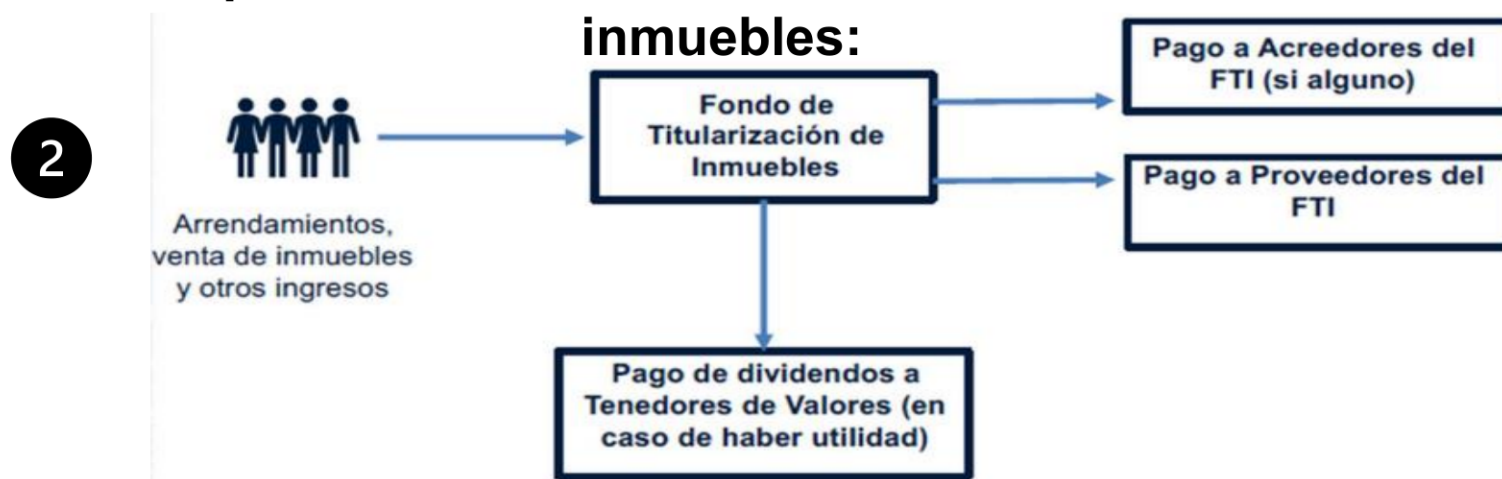 inmuebles:
2
Arrendamientos,
venta de inmuebles
y otros ingresos
Fondo de
Titularización de
Inmuebles
Pago a Acreedores del
FTI (si alguno)
Pago a Proveedores del
FTI
Pago de dividendos a
Tenedores de Valores (en
caso de haber utilidad)